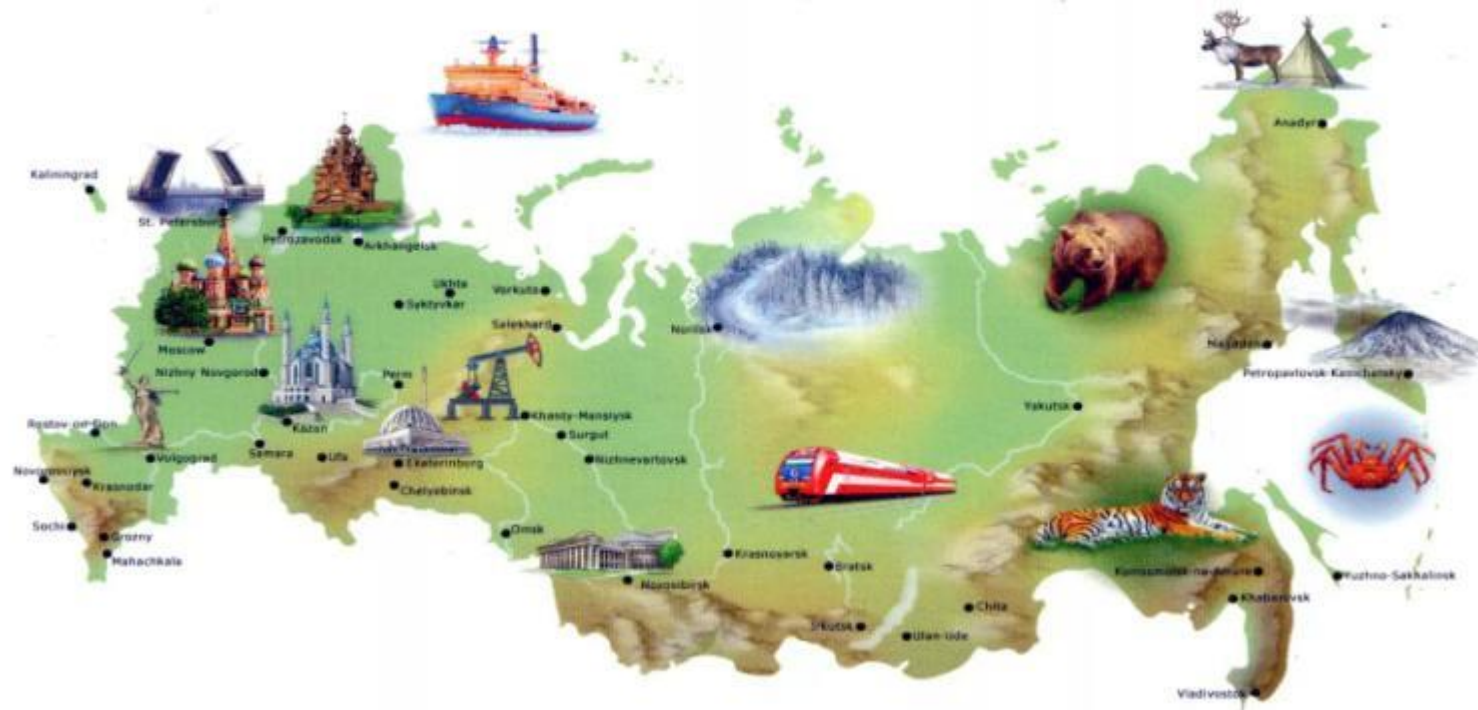 Anadyr
Kaliningrad
St. Petersburg
Petrozavodsk
Arkhangelsk
Ukhta
Vorkuta
Syktyvkar
Salekhard
Norilsk
Moscow
Magadan
Nizhny Novgorod
Perm
Petropavlovsk-Kamchatsky
Yakutsk
Khanty-Mansiysk
Rostov-on-Don
Kazan
Surgut
Samara
Volgograd
Ufa
Ekaterinburg
Nizhnevartovsk
Novorossiysk
Krasnodar
Chelyabinsk
Sochi
Grozny
Omsk
Mahachkala
Krasnoyarsk
Bratsk
Komsomolsk-na-Amure
Yuzhno-Sakhalinsk
Novosibirsk
Khabarovsk
Chita
Irkutsk
Ulan-Ude
Vladivostok